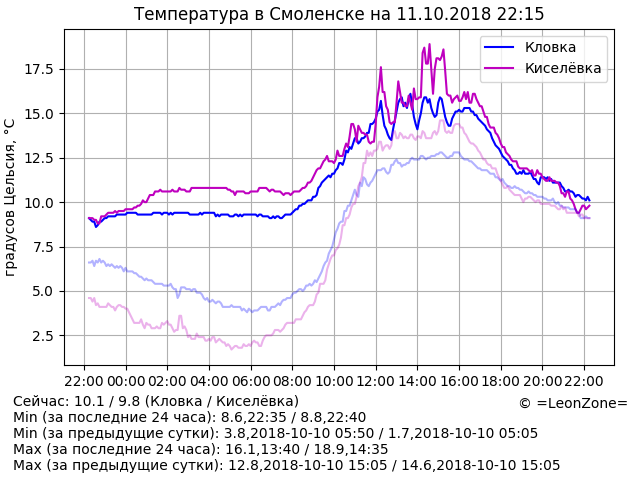 Температура в Смоленске на 11.10.2018 22:15
Кловка
Киселёвка
градусов Цельсия, °C
17.5
15.0
12.5
10.0
7.5
5.0
2.5
22:00 00:00 02:00 04:00 06:00 08:00 10:00 12:00 14:00 16:00 18:00 20:00 22:00
Сейчас: 10.1 / 9.8 (Кловка / Киселёвка)
© =LeonZone=
Min (за последние 24 часа): 8.6,22:35 / 8.8,22:40
Min (за предыдущие сутки): 3.8,2018-10-10 05:50 / 1.7,2018-10-10 05:05
Max (за последние 24 часа): 16.1,13:40 / 18.9,14:35
Max (за предыдущие сутки): 12.8,2018-10-10 15:05 / 14.6,2018-10-10 15:05